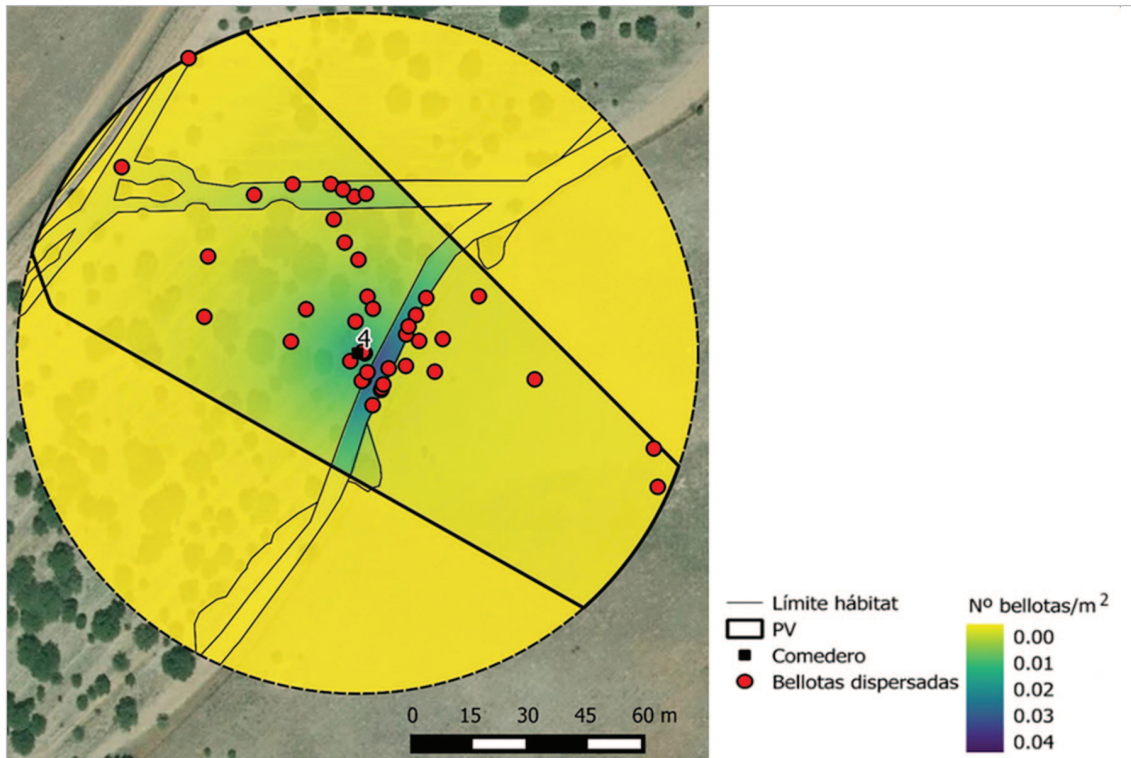 4
0 15 30 45 60 m
Límite hábitat
PV
Comedero
Bellotas dispersadas
Nº bellotas/m²
0.00
0.01
0.02
0.03
0.04